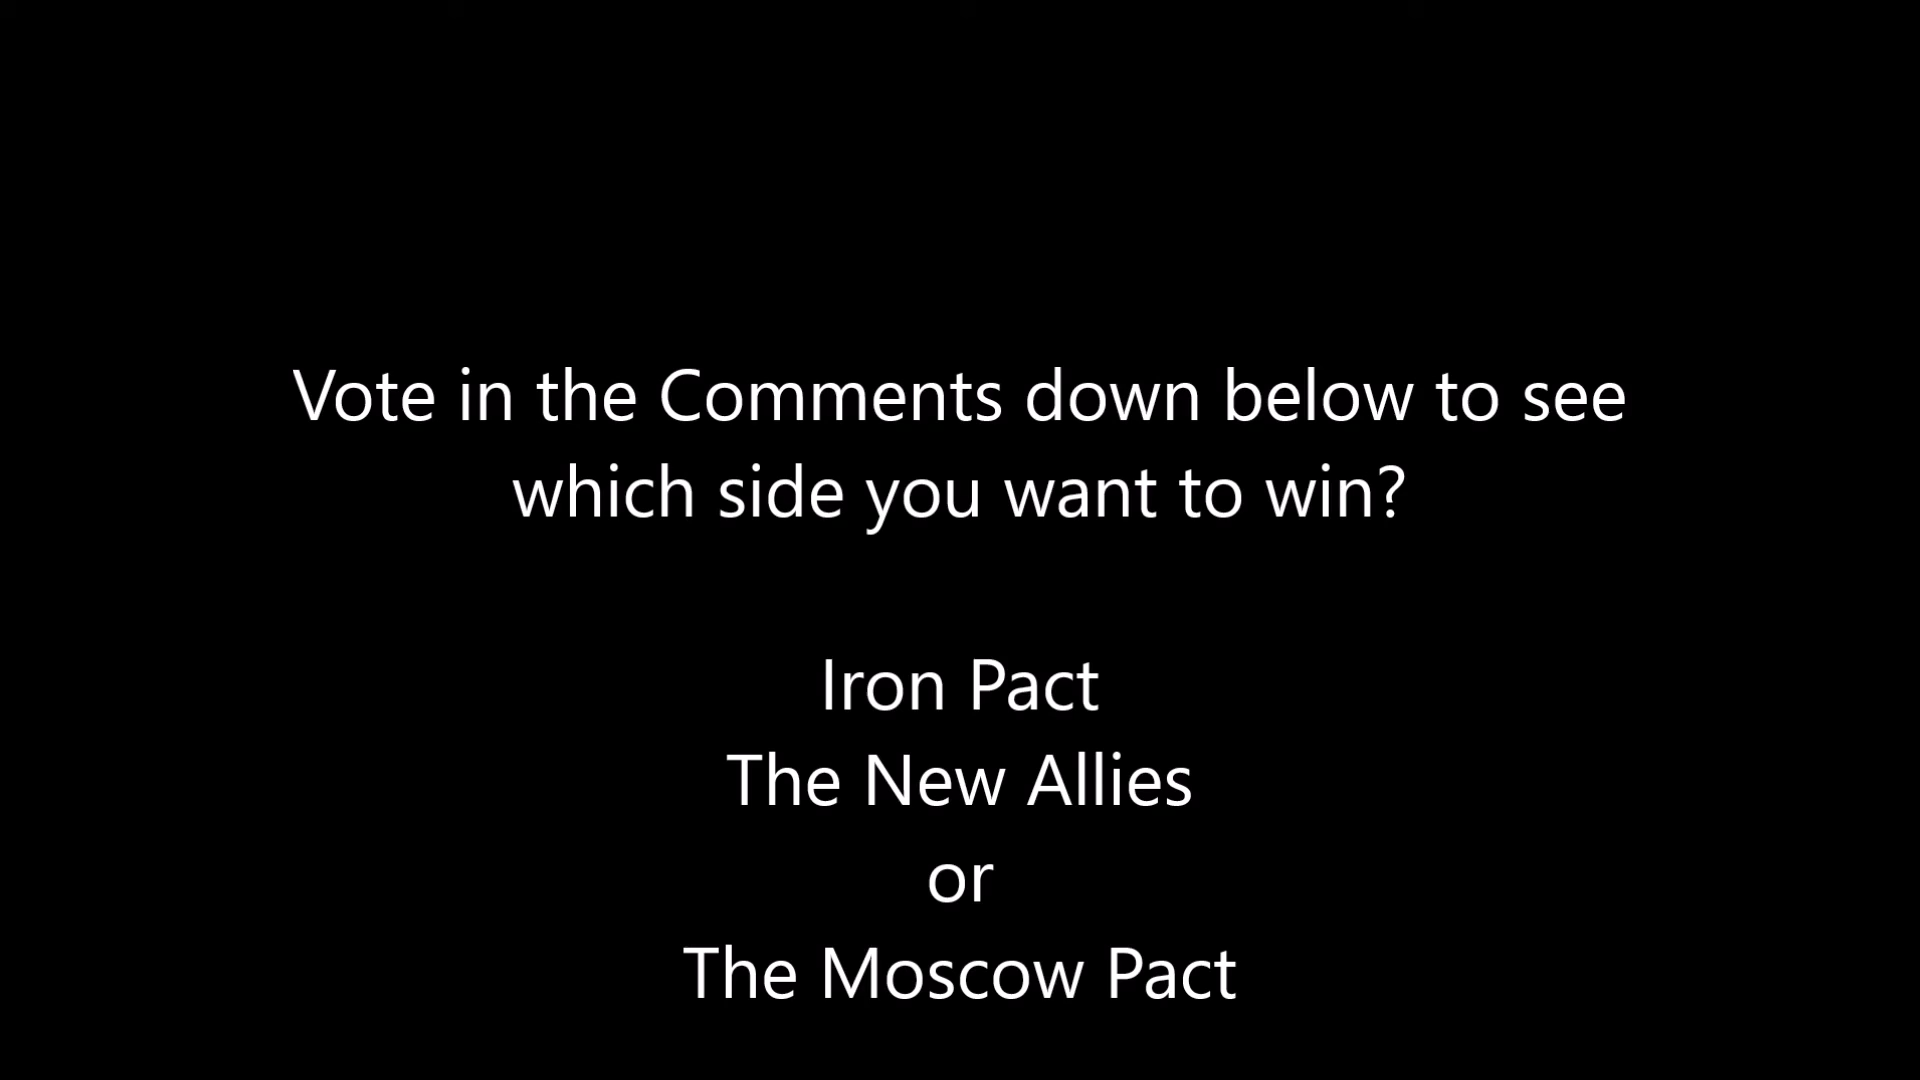 Vote in the Comments down below to see
which side you want to win?
Iron Pact
The New Allies
or
The Moscow Pact